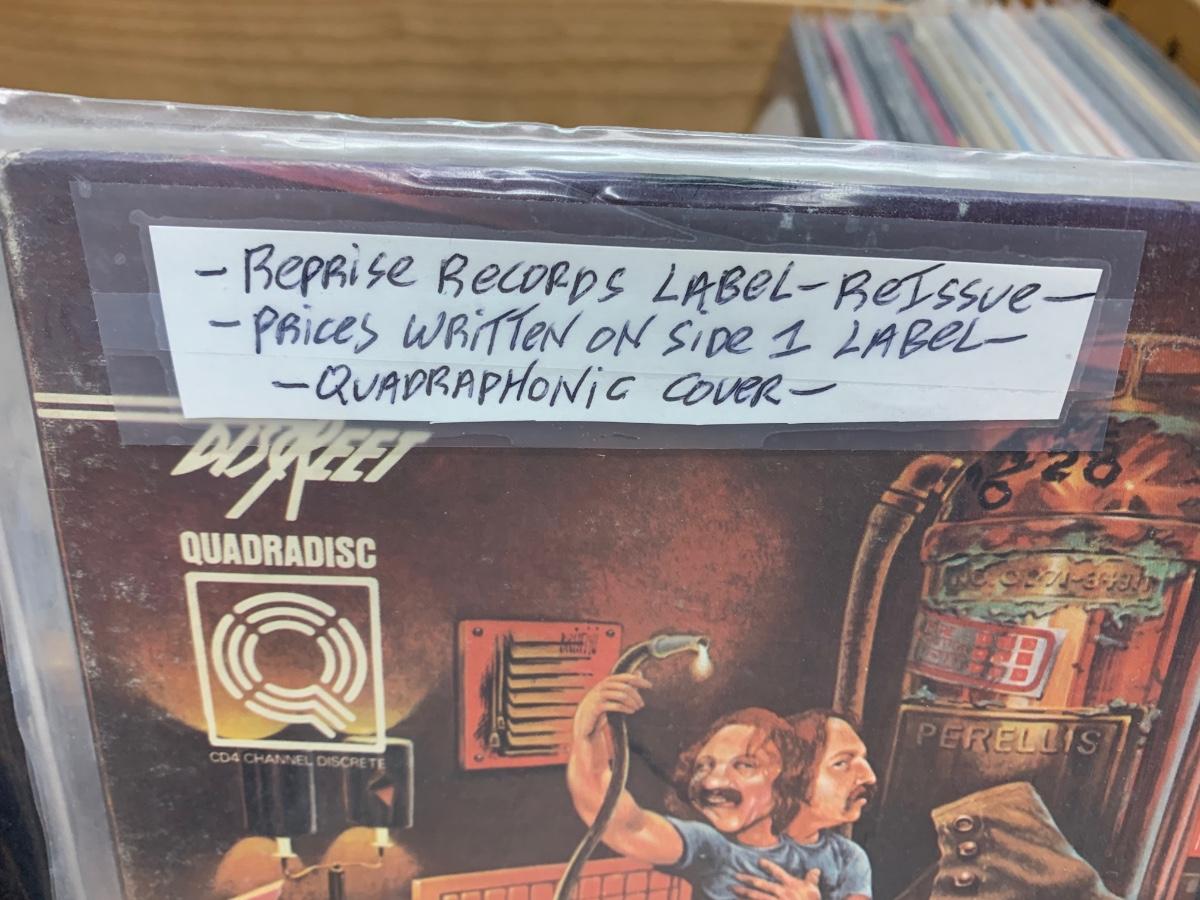 - Reprise Records Label - ReIssue -
- Prices written on side 1 Label -
- Quadraphonic cover -
DISCREET
QUADRADISC
CD4 CHANNEL DISCRETE
PERELLIS